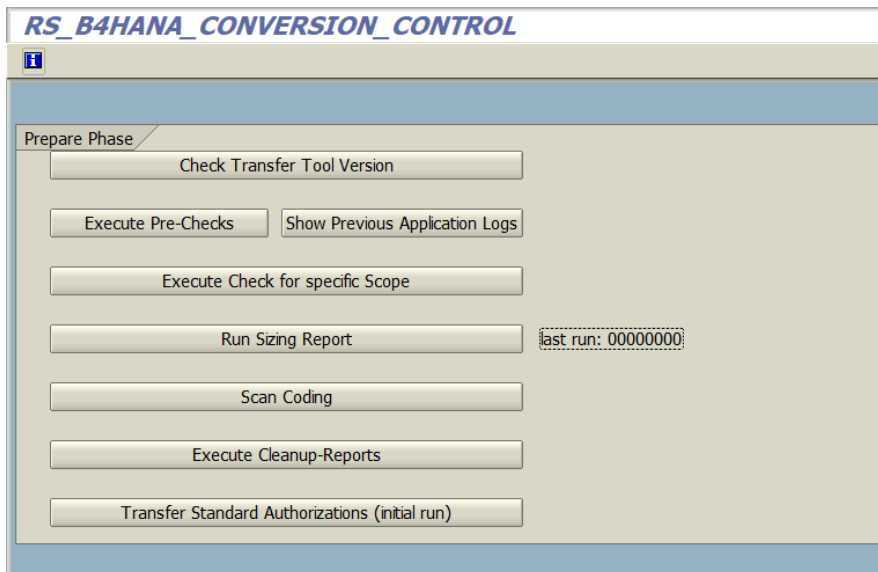 RS_B4HANA_CONVERSION_CONTROL
Prepare Phase
Check Transfer Tool Version
Execute Pre-Checks Show Previous Application Logs
Execute Check for specific Scope
Run Sizing Report last run: 00000000
Scan Coding
Execute Cleanup-Reports
Transfer Standard Authorizations (initial run)